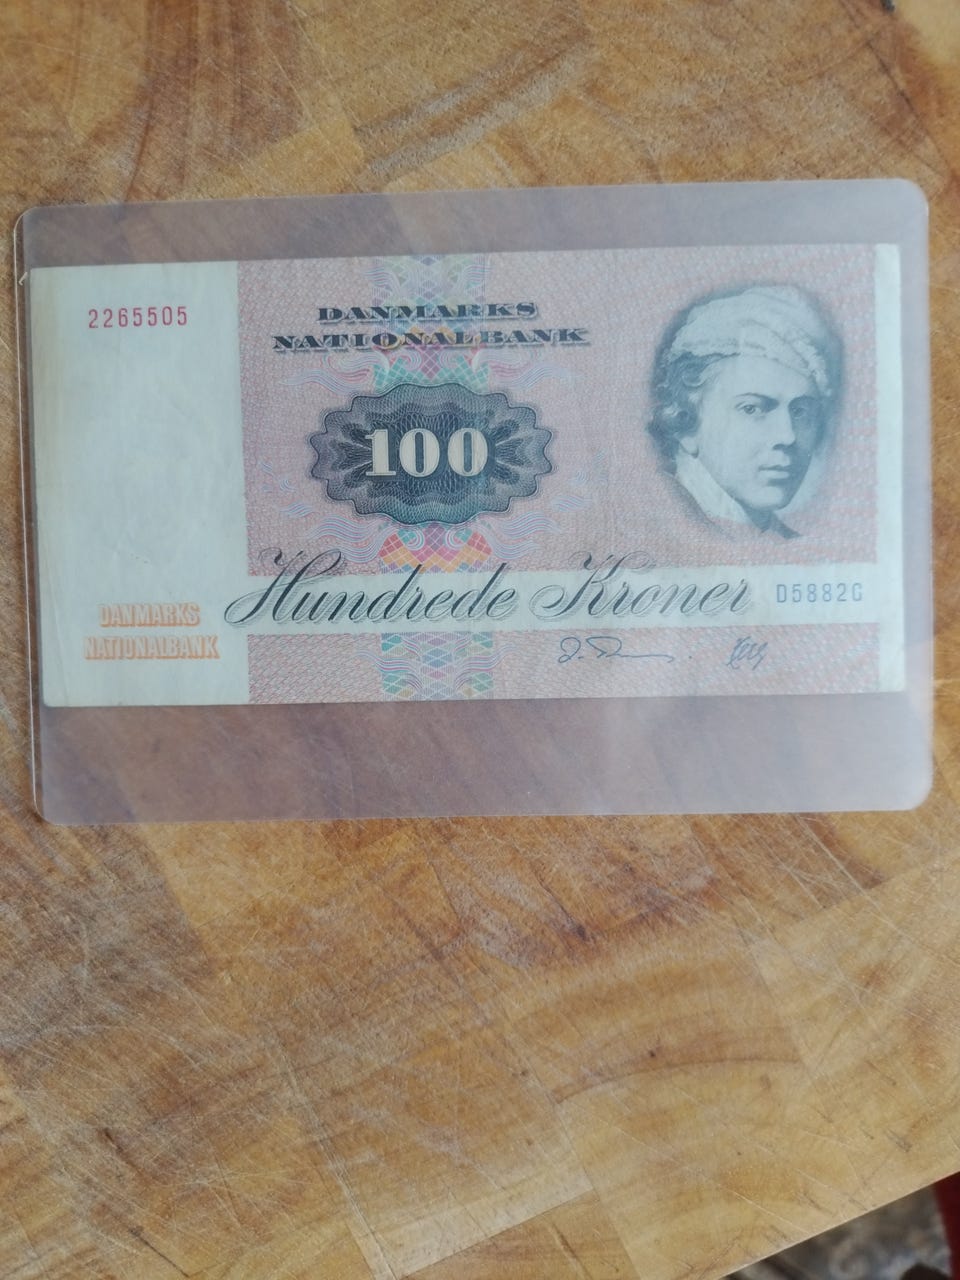 2265505
DANMARKS
NATIONALBANK
100
Hundrede Kroner
D5882G
DANMARKS
NATIONALBANK